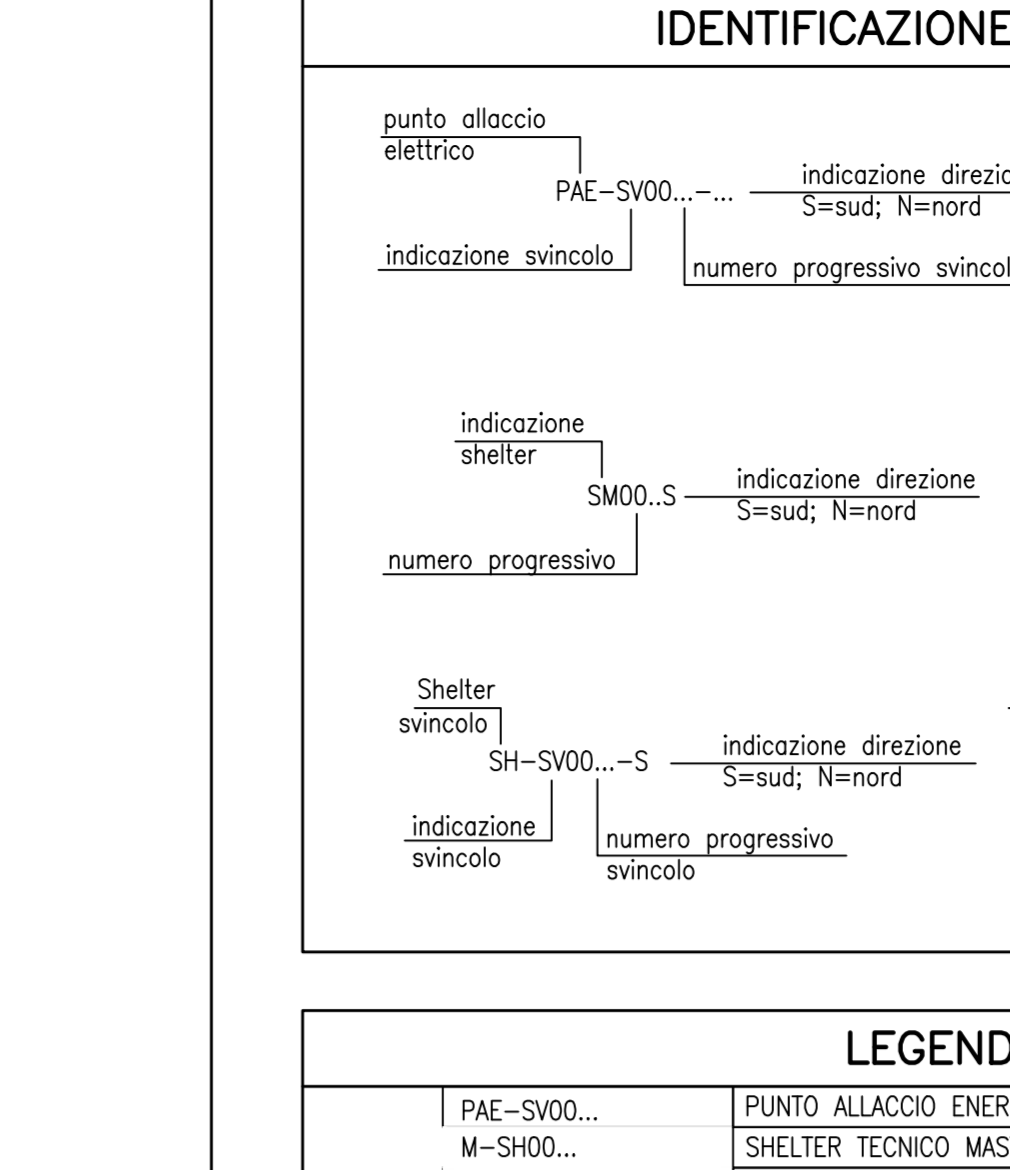 IDENTIFICAZIONE
punto allaccio
elettrico
PAE-SV00...-...
indicazione
S=sud; N=nord
indicazione svincolo
numero progressivo
indicazione
shelter
SM00..S
indicazione direzione
S=sud; N=nord
numero progressivo
Shelter
svincolo
SH-SV00...-S
indicazione direzione
S=sud; N=nord
indicazione
svincolo
numero progressivo
svincolo
PAE-SV00...
PUNTO ALLACCIO
M-SH00...
SHELTER TECNICO